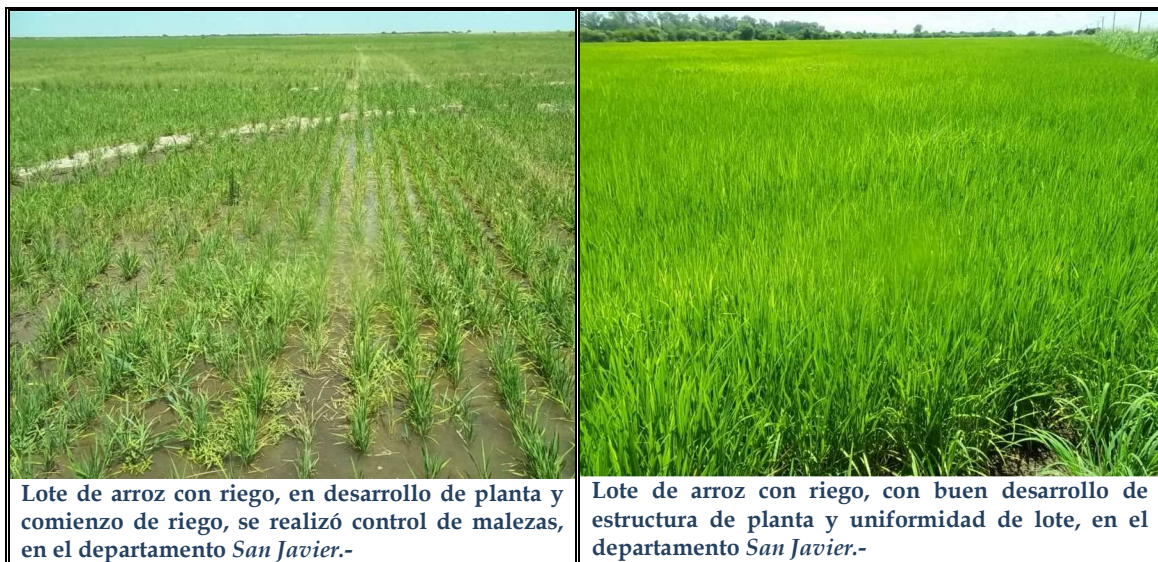 Lote de arroz con riego, en desarrollo de planta y
comienzo de riego, se realizó control de malezas,
en el departamento San Javier.-
Lote de arroz con riego, con buen desarrollo de
estructura de planta y uniformidad de lote, en el
departamento San Javier.-